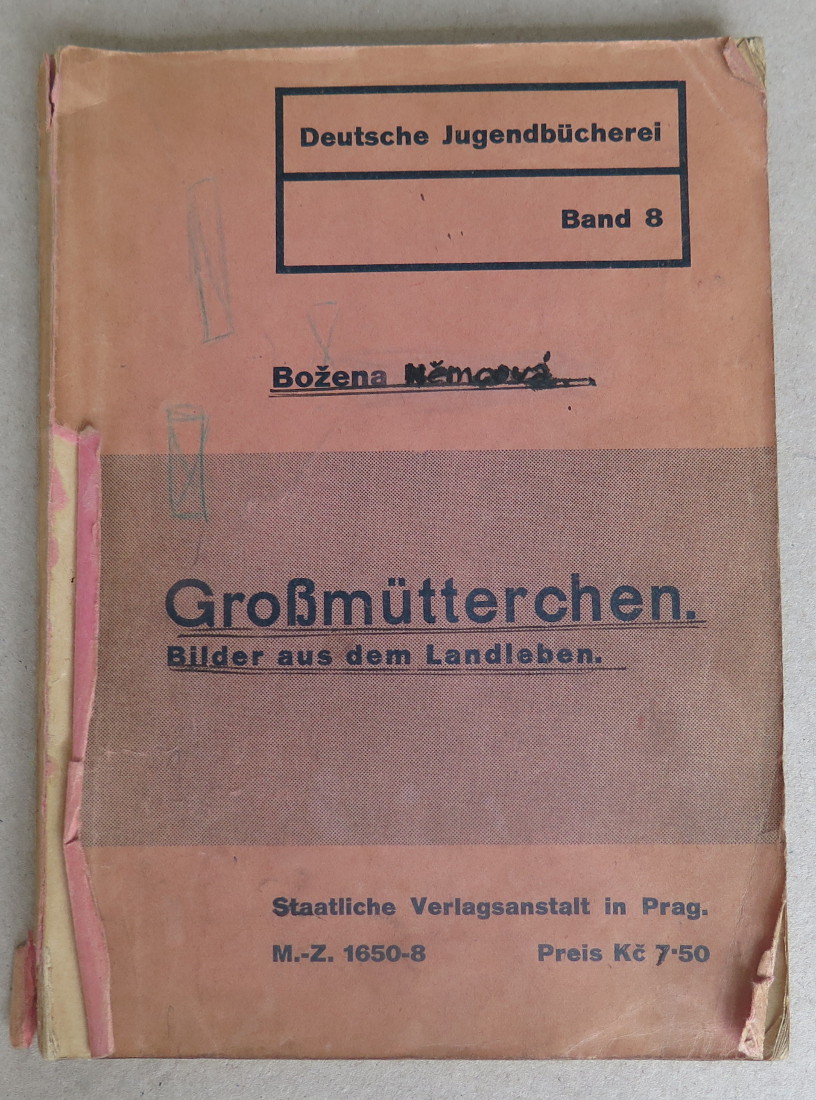 Deutsche Jugendbücherei
Band 8
Božena Němcová
Großmütterchen.
Bilder aus dem Landleben.
Staatliche Verlagsanstalt in Prag.
M.-Z. 1650-8 Preis Kč 7·50